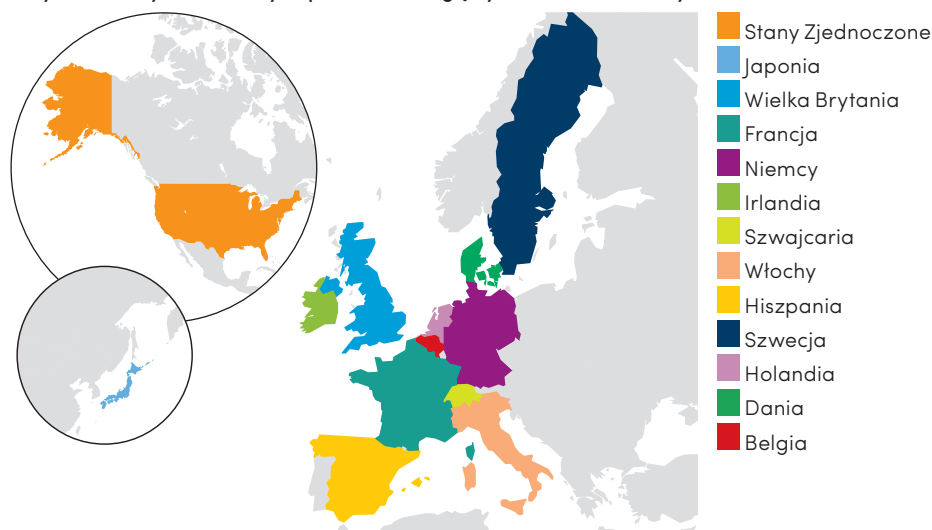 Stany Zjednoczone
Japonia
Wielka Brytania
Francja
Niemcy
Irlandia
Szwajcaria
Włochy
Hiszpania
Szwecja
Holandia
Dania
Belgia